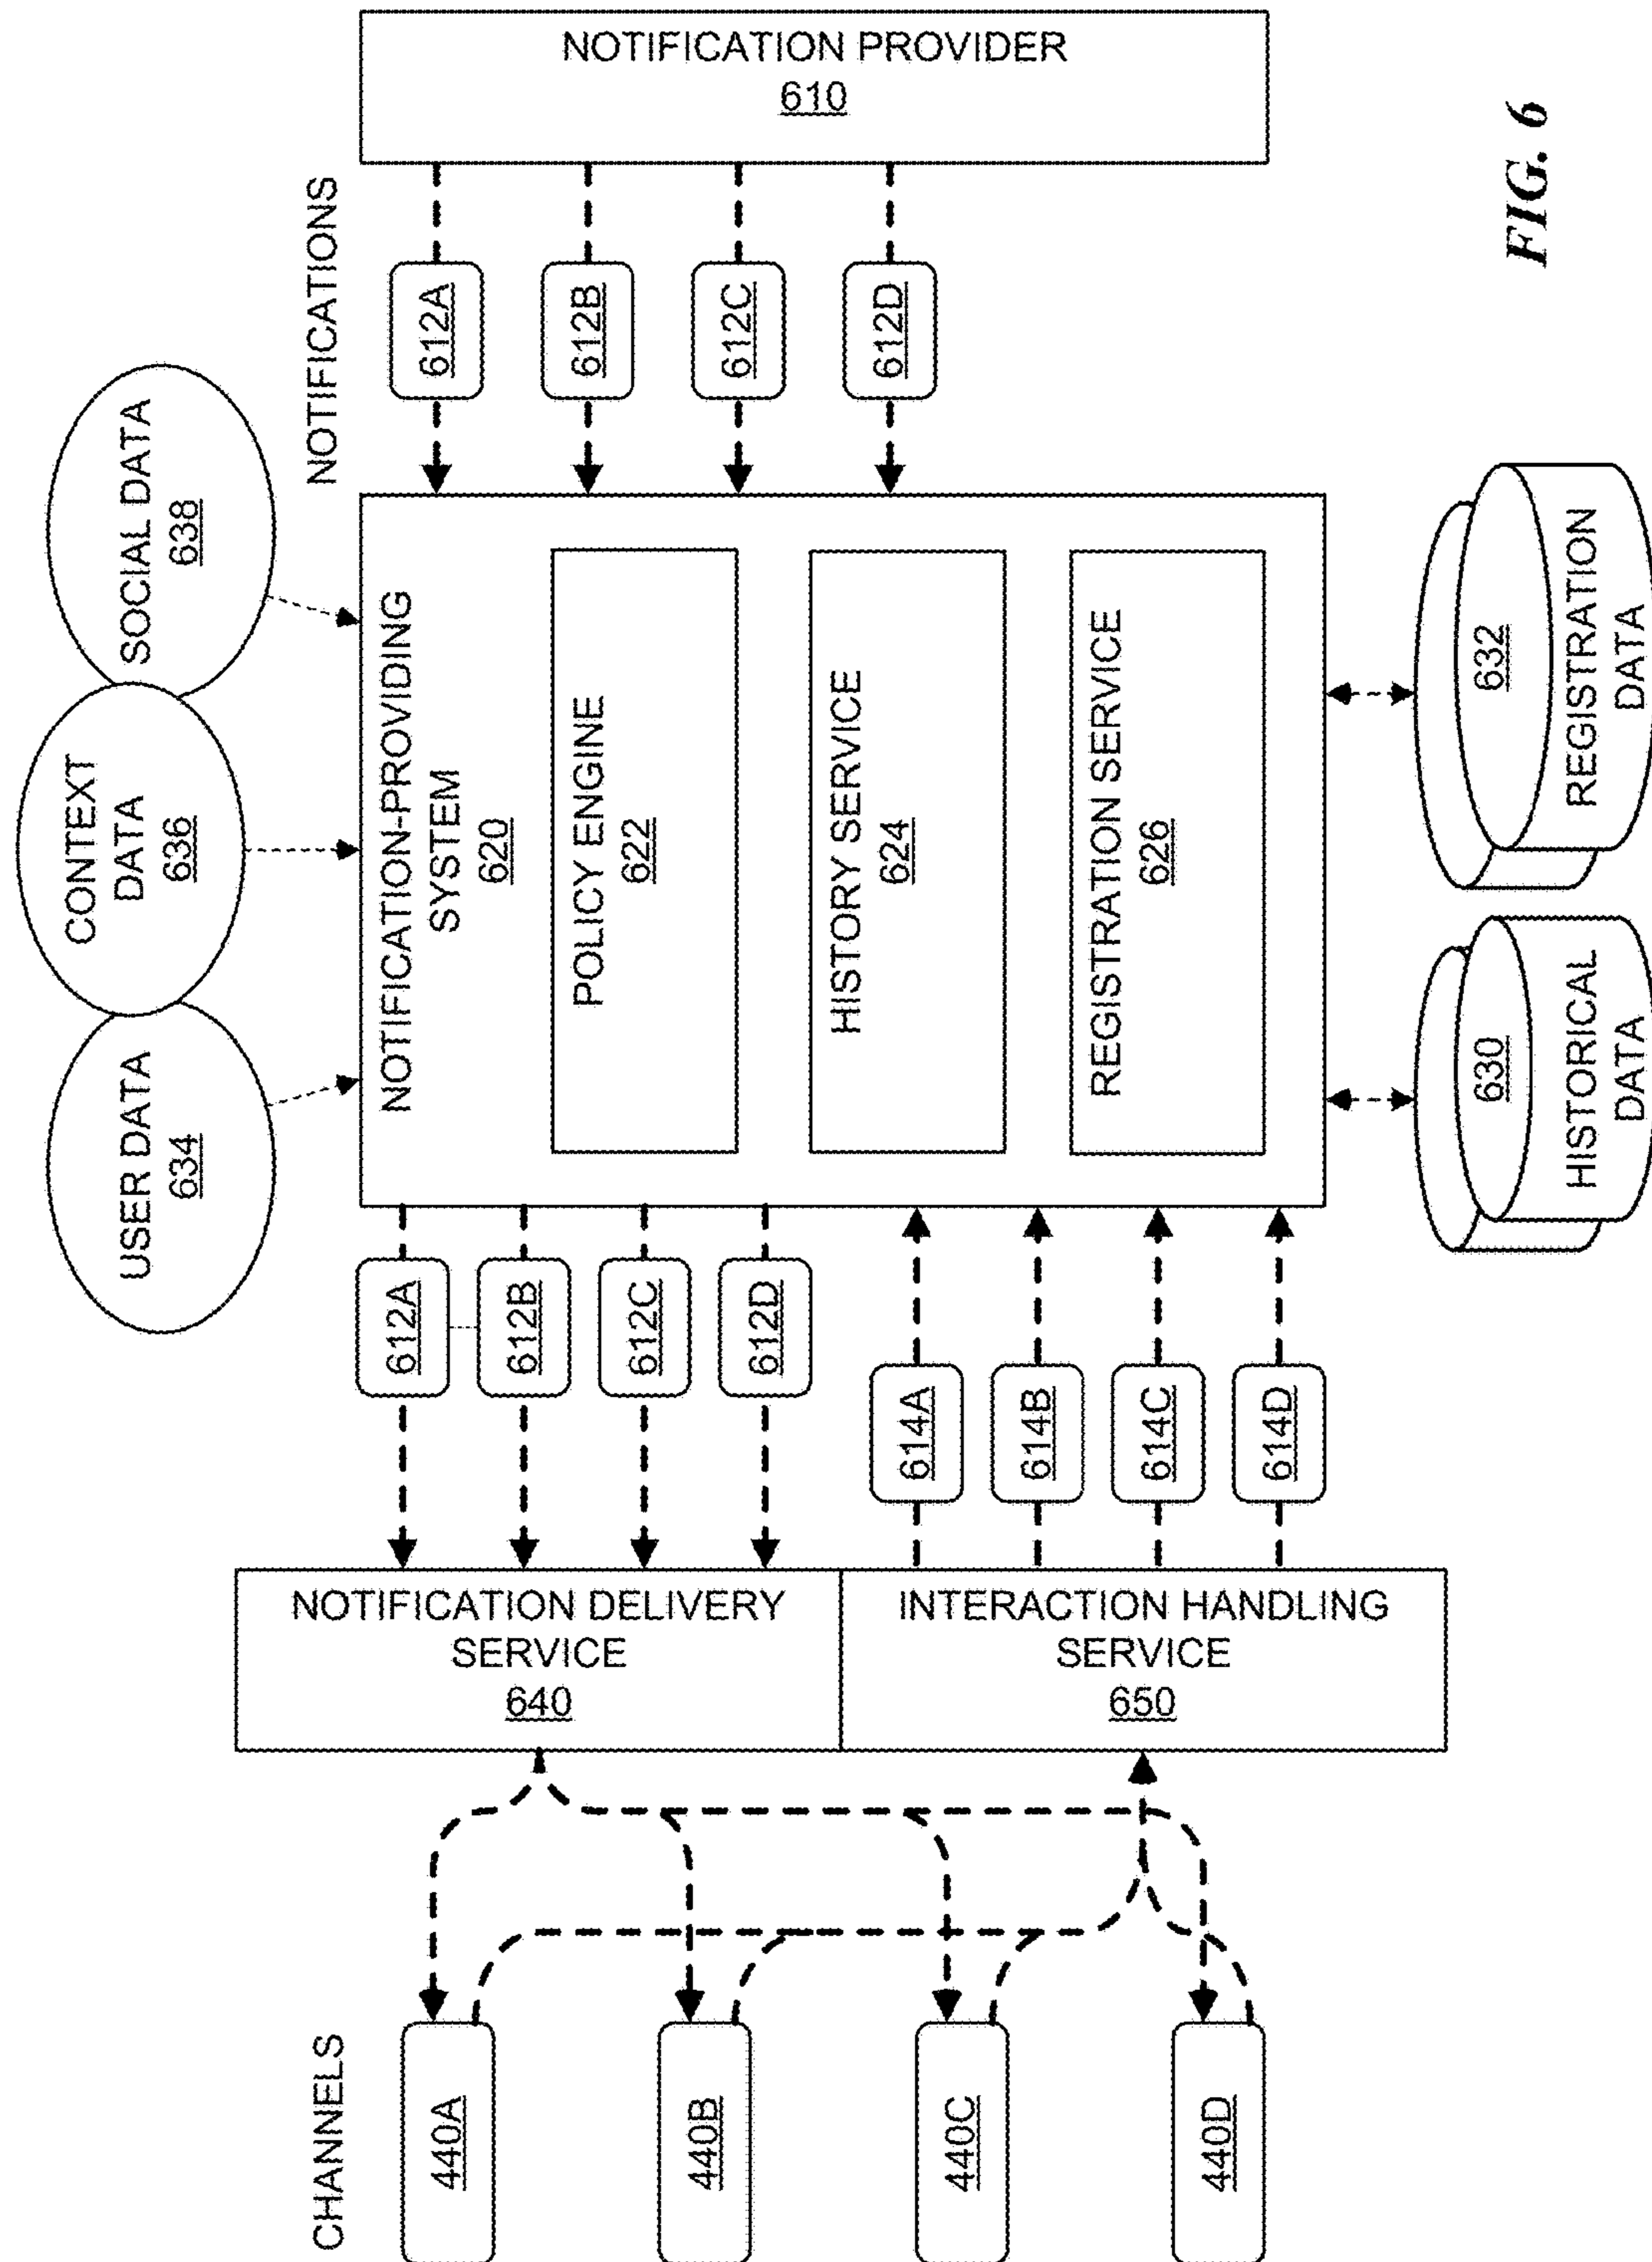 USER DATA
634
CONTEXT
DATA
636
SOCIAL DATA
638
CHANNELS
440A
440B
440C
440D
NOTIFICATION DELIVERY
SERVICE
640
INTERACTION HANDLING
SERVICE
650
612A
612B
612C
612D
614A
614B
614C
614D
NOTIFICATION-PROVIDING
SYSTEM
620
POLICY ENGINE
622
HISTORY SERVICE
624
REGISTRATION SERVICE
626
NOTIFICATIONS
612A
612B
612C
612D
NOTIFICATION PROVIDER
610
630
HISTORICAL
DATA
632
REGISTRATION
DATA
FIG. 6